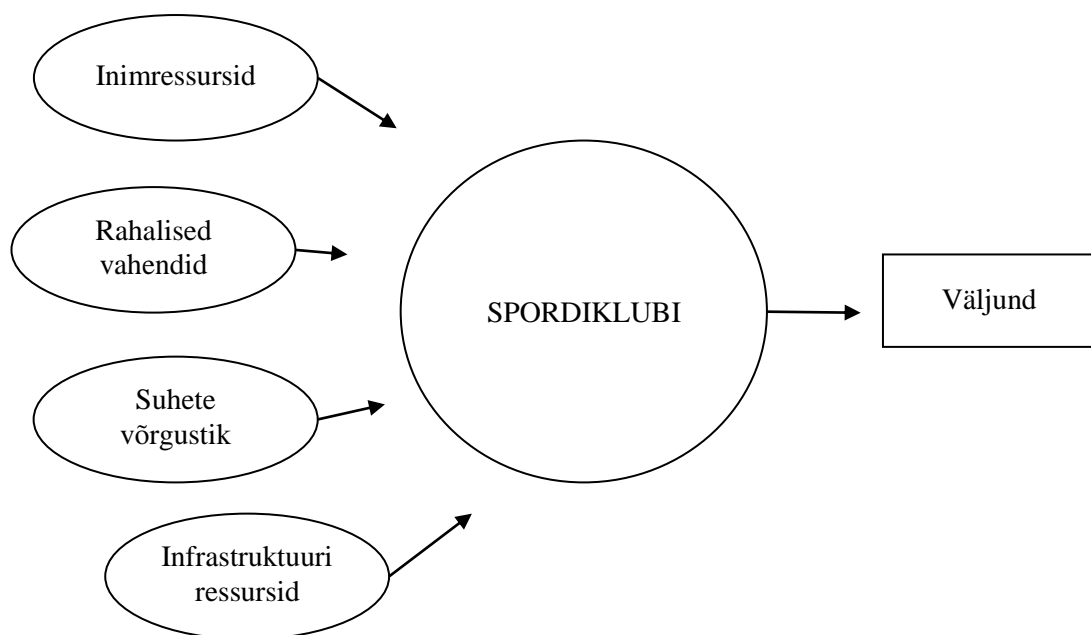 Inimressursid
Rahalised
vahendid
Suhete
võrgustik
Infrastruktuuri
ressursid
SPORDIKLUBI
Väljund